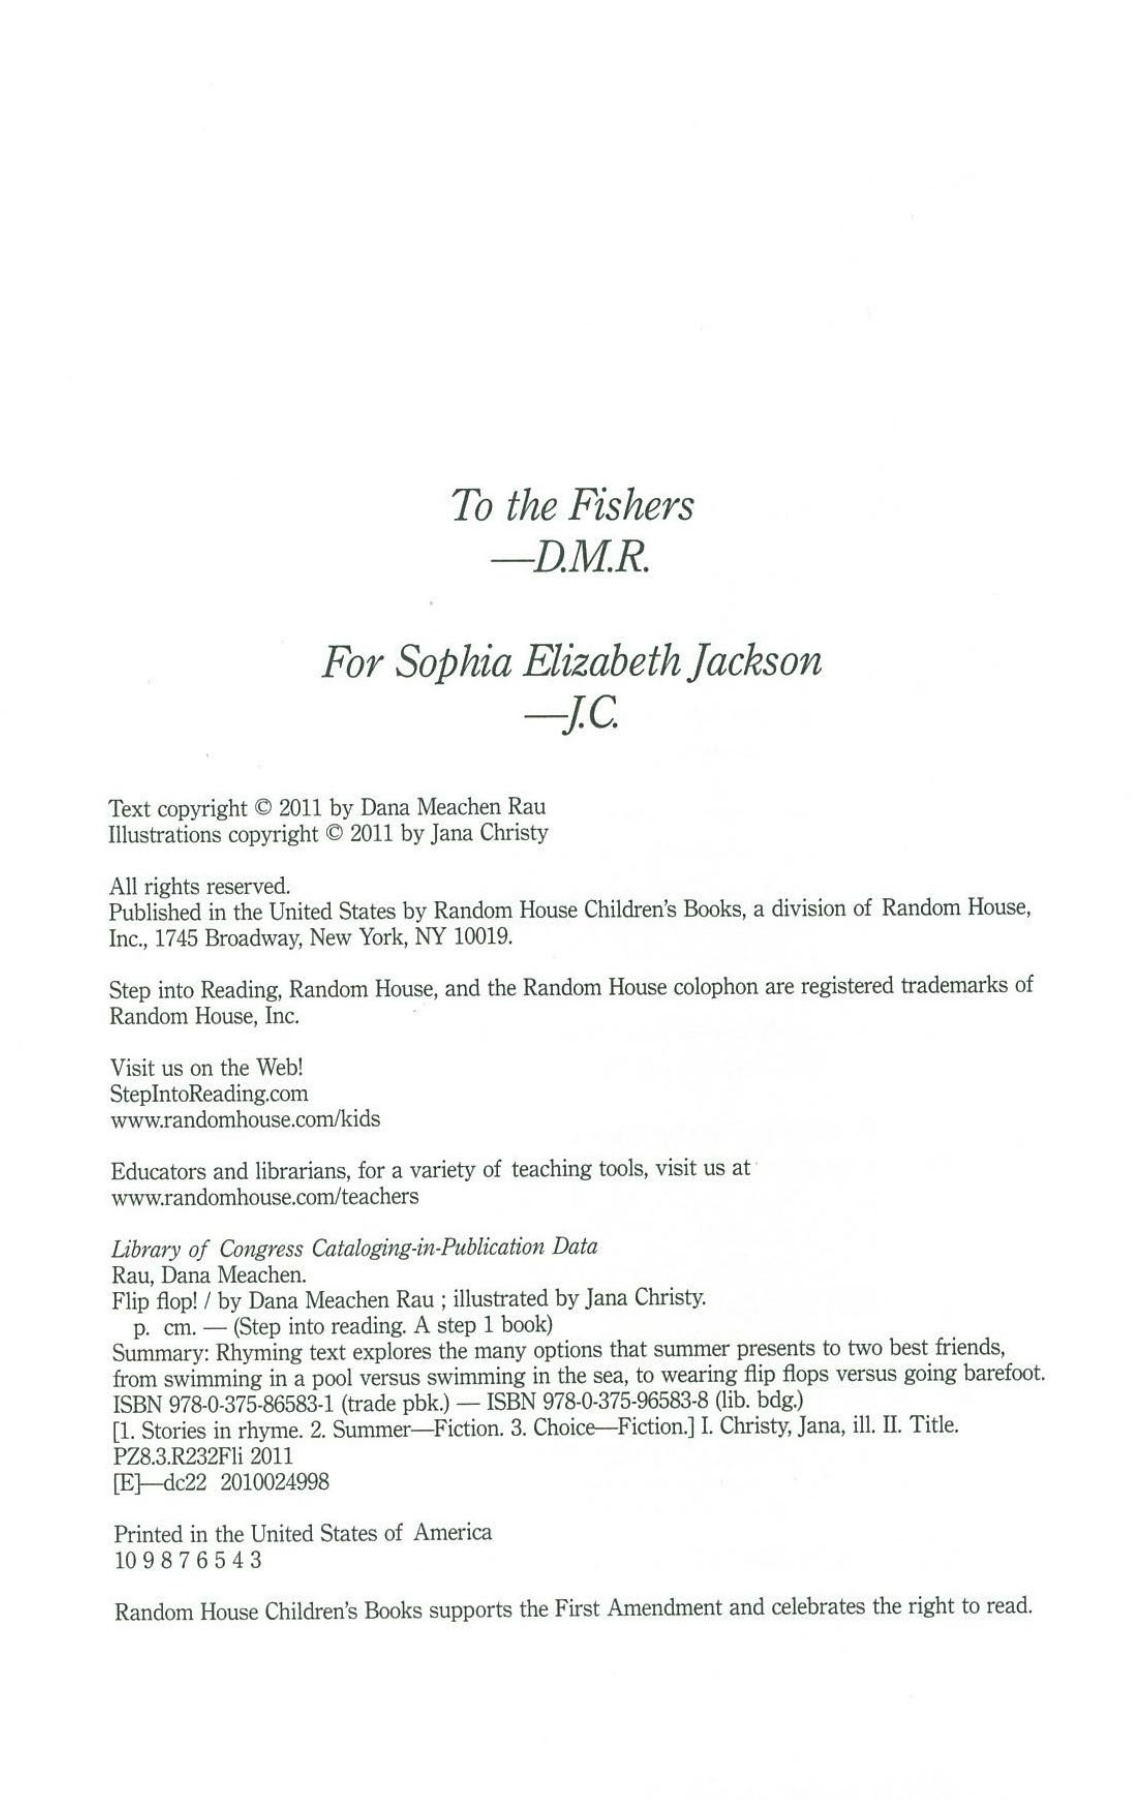 To the Fishers
—D.M.R.
For Sophia Elizabeth Jackson
—J.C.
Text copyright © 2011 by Dana Meachen Rau
Illustrations copyright © 2011 by Jana Christy
All rights reserved.
Published in the United States by Random House Children's Books, a division of Random House,
Inc., 1745 Broadway, New York, NY 10019.
Step into Reading, Random House, and the Random House colophon are registered trademarks of
Random House, Inc.
Visit us on the Web!
StepIntoReading.com
www.randomhouse.com/kids
Educators and librarians, for a variety of teaching tools, visit us at
www.randomhouse.com/teachers
Library of Congress Cataloging-in-Publication Data
Rau, Dana Meachen.
Flip flop! / by Dana Meachen Rau ; illustrated by Jana Christy.
p. cm. — (Step into reading. A step 1 book)
Summary: Rhyming text explores the many options that summer presents to two best friends,
from swimming in a pool versus swimming in the sea, to wearing flip flops versus going barefoot.
ISBN 978-0-375-86583-1 (trade pbk.) — ISBN 978-0-375-96583-8 (lib. bdg.)
[1. Stories in rhyme. 2. Summer—Fiction. 3. Choice—Fiction.] I. Christy, Jana, ill. II. Title.
PZ8.3.R232Fli 2011
[E]—dc22 2010024998
Printed in the United States of America
10 9 8 7 6 5 4 3
Random House Children's Books supports the First Amendment and celebrates the right to read.